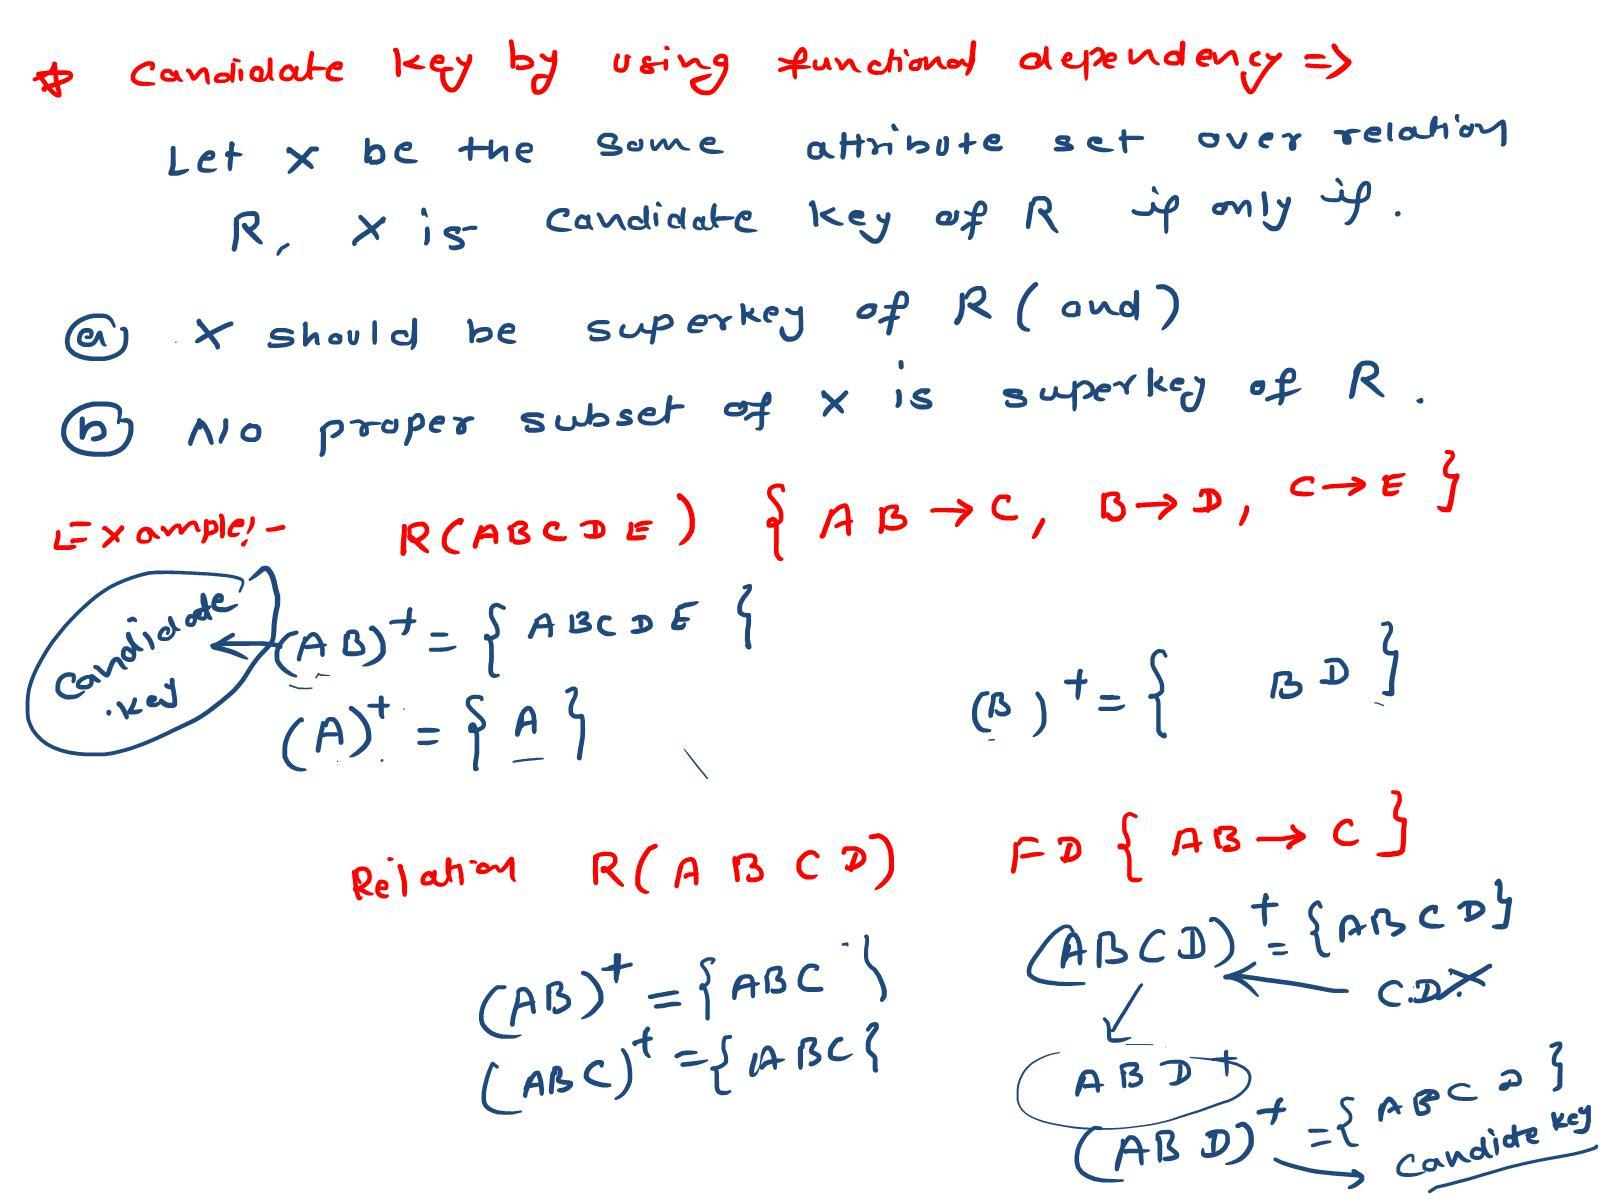 * Candidate key by using functional dependency ⇒
Let X be the some attribute set over relation
R, X is candidate key of R if only if.
(a) X should be superkey of R (and)
(b) No proper subset of X is superkey of R.
Example:- R(ABCDE) { AB → C, B → D, C → E }
Candidate key ← (AB)⁺ = { ABCDE }
(A)⁺ = { A } (B)⁺ = { BD }
Relation R(ABCD) FD { AB → C }
(AB)⁺ = { ABC }
(ABC)⁺ = { ABC }
(ABCD)⁺ = {ABCD}
← C.D.X
ABD⁺
(ABD)⁺ = { ABCD }
→ Candidte key